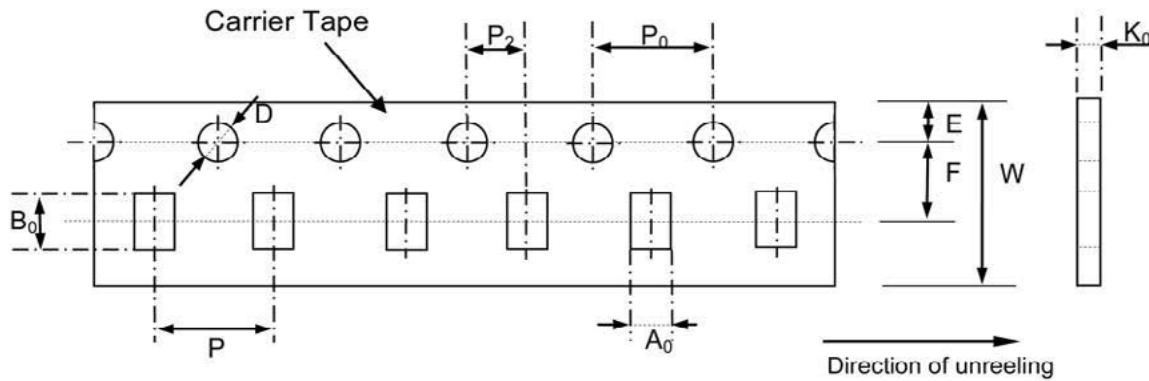 Carrier Tape
P₂
P₀
K₀
D
E
F
W
B₀
P
A₀
Direction of unreeling